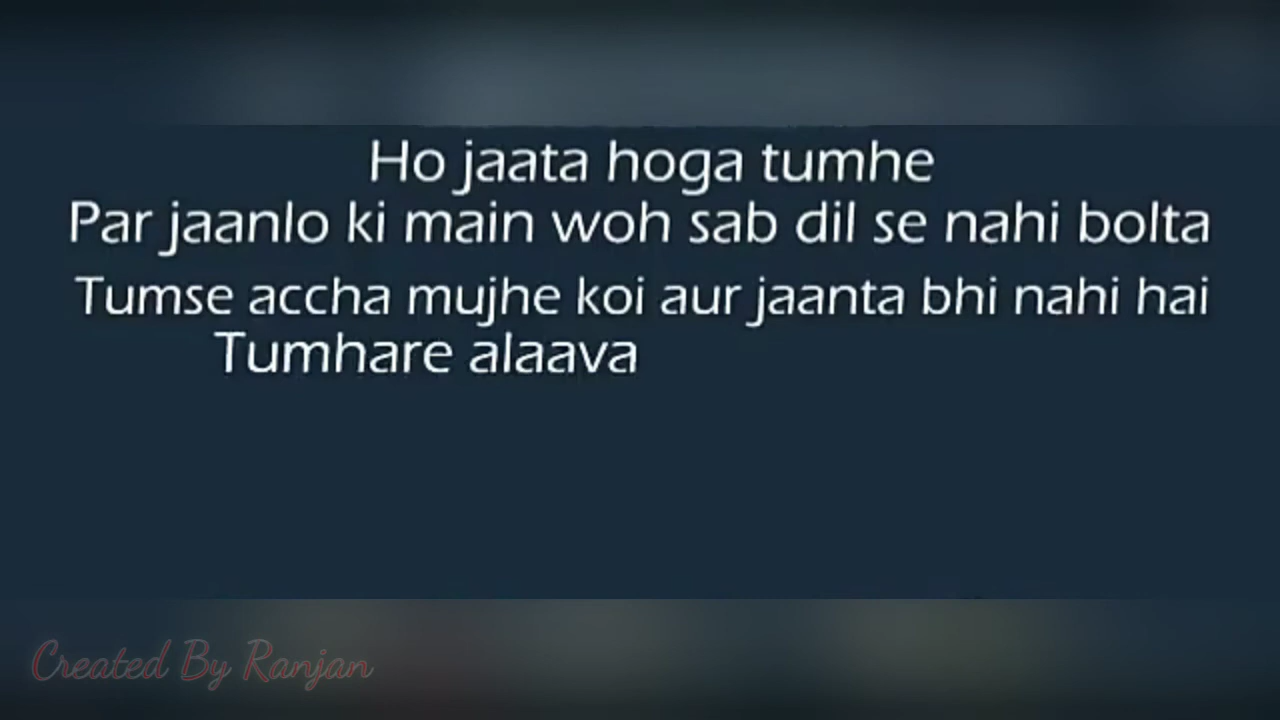 Ho jaata hoga tumhe
Par jaanlo ki main woh sab dil se nahi bolta
Tumse accha mujhe koi aur jaanta bhi nahi hai
Tumhare alaava
Created By Ranjan